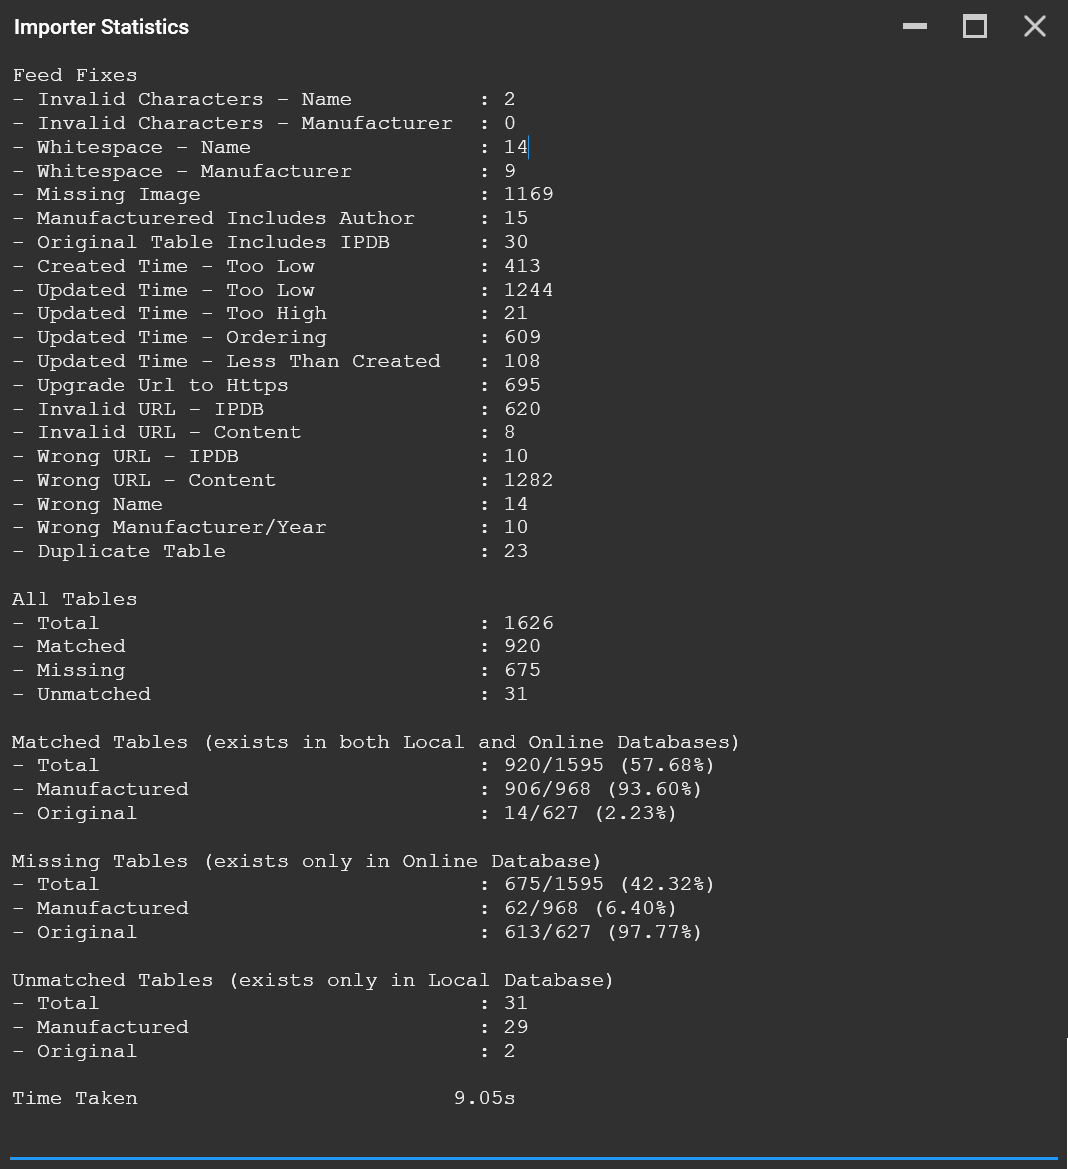 Importer Statistics
Feed Fixes
- Invalid Characters - Name : 2
- Invalid Characters - Manufacturer : 0
- Whitespace - Name : 14
- Whitespace - Manufacturer : 9
- Missing Image : 1169
- Manufacturered Includes Author : 15
- Original Table Includes IPDB : 30
- Created Time - Too Low : 413
- Updated Time - Too Low : 1244
- Updated Time - Too High : 21
- Updated Time - Ordering : 609
- Updated Time - Less Than Created : 108
- Upgrade Url to Https : 695
- Invalid URL - IPDB : 620
- Invalid URL - Content : 8
- Wrong URL - IPDB : 10
- Wrong URL - Content : 1282
- Wrong Name : 14
- Wrong Manufacturer/Year : 10
- Duplicate Table : 23
All Tables
- Total : 1626
- Matched : 920
- Missing : 675
- Unmatched : 31
Matched Tables (exists in both Local and Online Databases)
- Total : 920/1595 (57.68%)
- Manufactured : 906/968 (93.60%)
- Original : 14/627 (2.23%)
Missing Tables (exists only in Online Database)
- Total : 675/1595 (42.32%)
- Manufactured : 62/968 (6.40%)
- Original : 613/627 (97.77%)
Unmatched Tables (exists only in Local Database)
- Total : 31
- Manufactured : 29
- Original : 2
Time Taken 9.05s